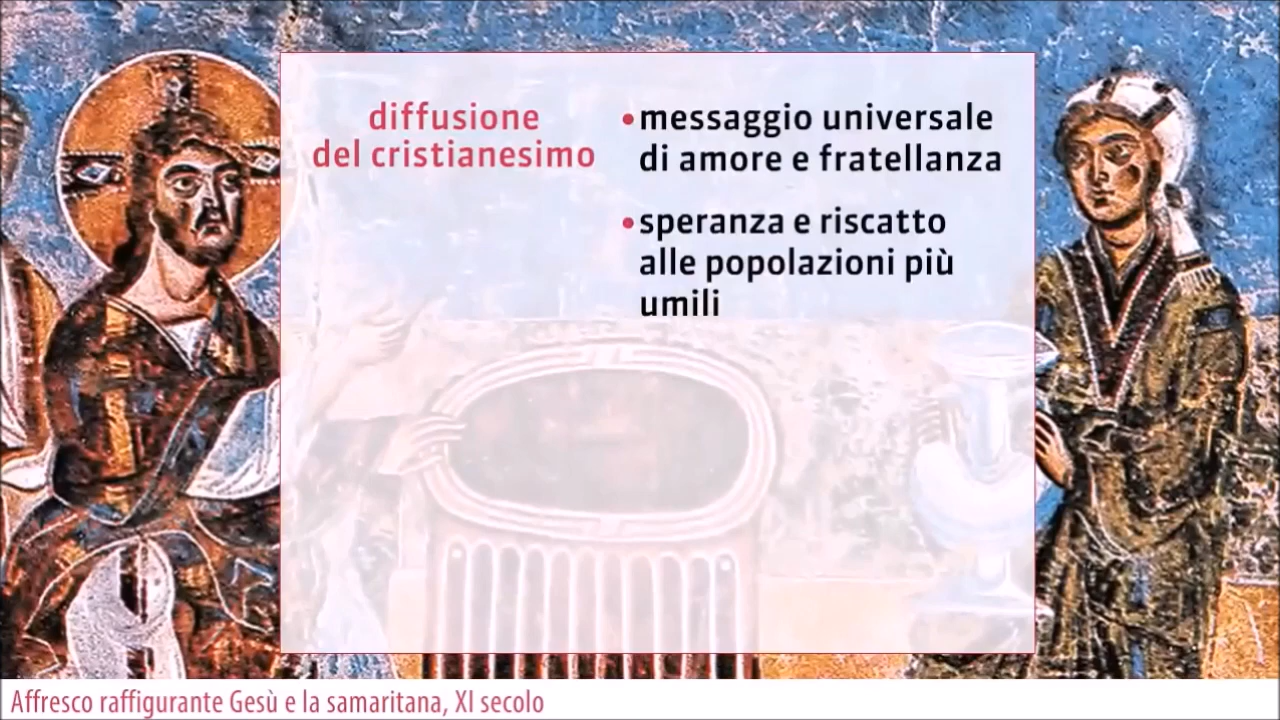 diffusione
del cristianesimo
•messaggio universale
di amore e fratellanza
•speranza e riscatto
alle popolazioni più
umili
Affresco raffigurante Gesù e la samaritana, XI secolo